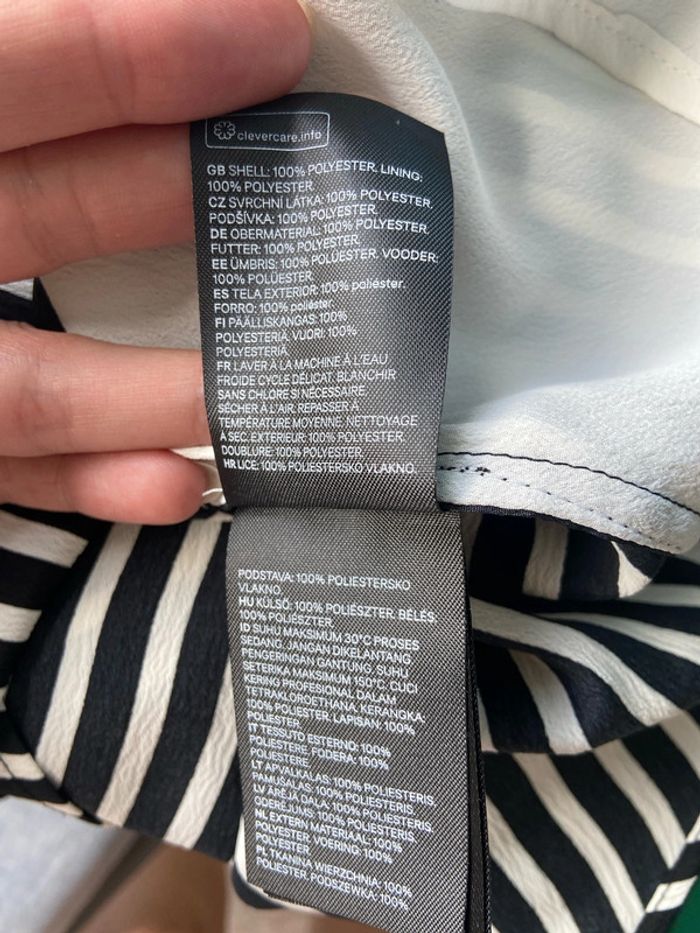 clevercare.info
GB SHELL: 100% POLYESTER. LINING:
100% POLYESTER.
CZ SVRCHNÍ LÁTKA: 100% POLYESTER.
PODŠÍVKA: 100% POLYESTER.
DE OBERMATERIAL: 100% POLYESTER.
FUTTER: 100% POLYESTER.
EE ÜMBRIS: 100% POLÜESTER. VOODER:
100% POLÜESTER.
ES TELA EXTERIOR: 100% poliéster.
FORRO: 100% poliéster.
FI PÄÄLLISKANGAS: 100%
POLYESTERIÄ. VUORI: 100%
POLYESTERIÄ.
FR LAVER À LA MACHINE À L'EAU
FROIDE CYCLE DÉLICAT. BLANCHIR
SANS CHLORE SI NÉCESSAIRE
SÉCHER À L'AIR. REPASSER À
TEMPÉRATURE MOYENNE. NETTOYAGE
À SEC. EXTERIEUR: 100% POLYESTER.
DOUBLURE: 100% POLYESTER.
HR LICE: 100% POLIESTERSKO VLAKNO.
PODSTAVA: 100% POLIESTERSKO
VLAKNO.
HU KÜLSŐ: 100% POLIÉSZTER. BÉLÉS:
100% POLIÉSZTER.
ID SUHU MAKSIMUM 30°C PROSES
SEDANG. JANGAN DIKELANTANG
PENGERINGAN GANTUNG. SUHU
SETERIKA MAKSIMUM 150°C. CUCI
KERING PROFESIONAL DALAM
TETRAKLOROETHANA. KERANGKA:
100% POLIESTER. LAPISAN: 100%
POLIESTER
IT TESSUTO ESTERNO: 100%
POLIESTERE. FODERA: 100%
POLIESTERE
LT APVALKALAS: 100% POLIESTERIS.
PAMUŠALAS: 100% POLIESTERIS
LV ĀRĒJĀ DAĻA: 100% POLIESTERIS.
ODERĒJUMS: 100% POLIESTERIS.
NL EXTERN MATERIAAL: 100%
POLYESTER. VOERING: 100%
POLYESTER
PL TKANINA WIERZCHNIA: 100%
POLIESTER. PODSZEWKA: 100%